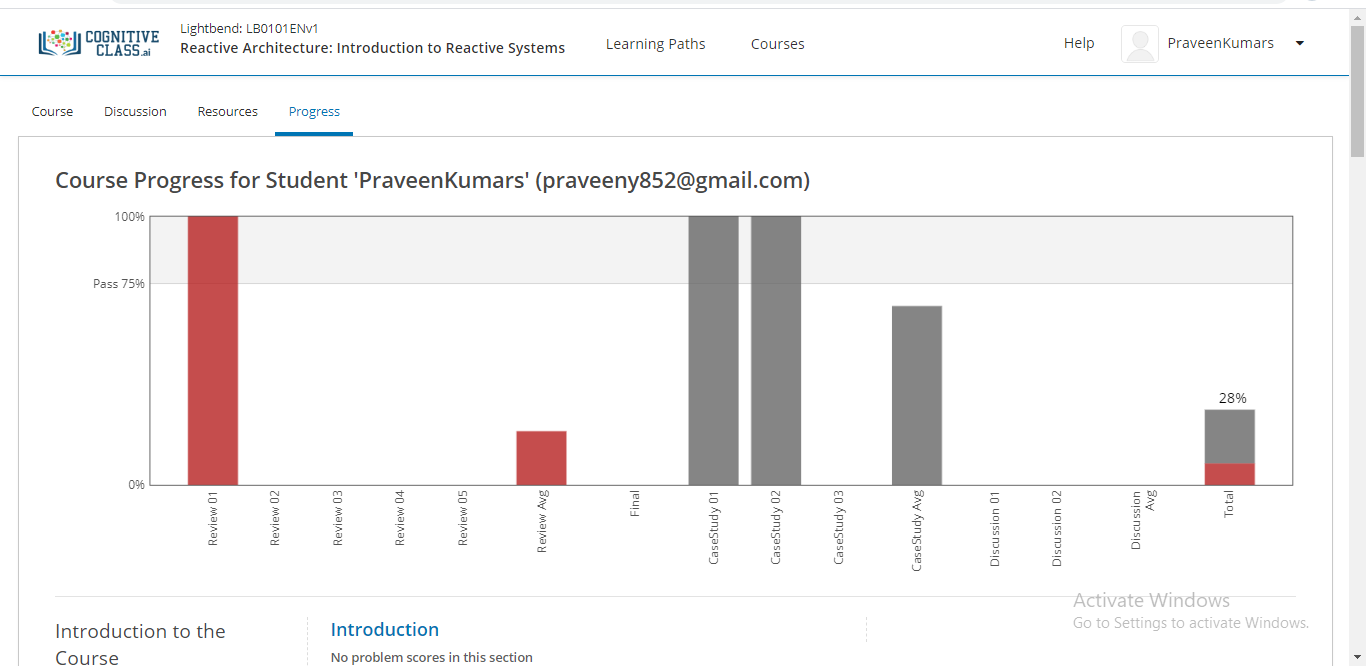 COGNITIVE
CLASS.ai
Lightbend: LB0101ENv1
Reactive Architecture: Introduction to Reactive Systems
Learning Paths
Courses
Help
PraveenKumars
Course
Discussion
Resources
Progress
Course Progress for Student 'PraveenKumars' (praveeny852@gmail.com)
100%
Pass 75%
0%
28%
Review 01
Review 02
Review 03
Review 04
Review 05
Review Avg
Final
CaseStudy 01
CaseStudy 02
CaseStudy 03
CaseStudy Avg
Discussion 01
Discussion 02
Discussion
Avg
Total
Introduction to the
Course
Introduction
No problem scores in this section
Activate Windows
Go to Settings to activate Windows.